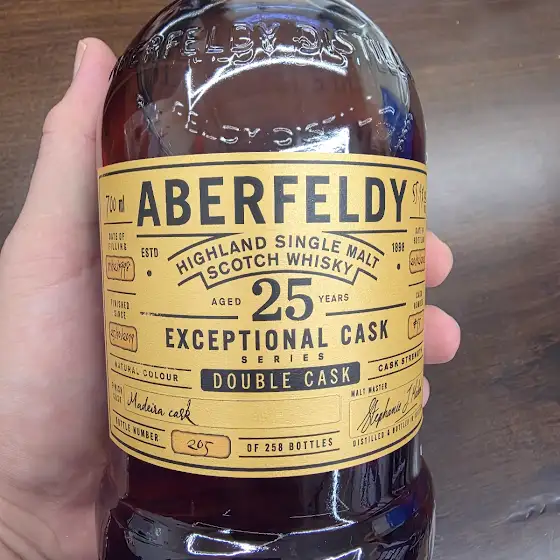 ABERFELDY DISTILL
700 ml
ABERFELDY
DATE OF
FILLING
ESTD
1898
HIGHLAND SINGLE MALT
SCOTCH WHISKY
AGED 25 YEARS
FINISHED
SINCE
EXCEPTIONAL CASK
SERIES
NATURAL COLOUR
CASK STRENGTH
DOUBLE CASK
Madeira cask
MALT MASTER
BOTTLE NUMBER 205 OF 258 BOTTLES
DISTILLED & BOTTLED